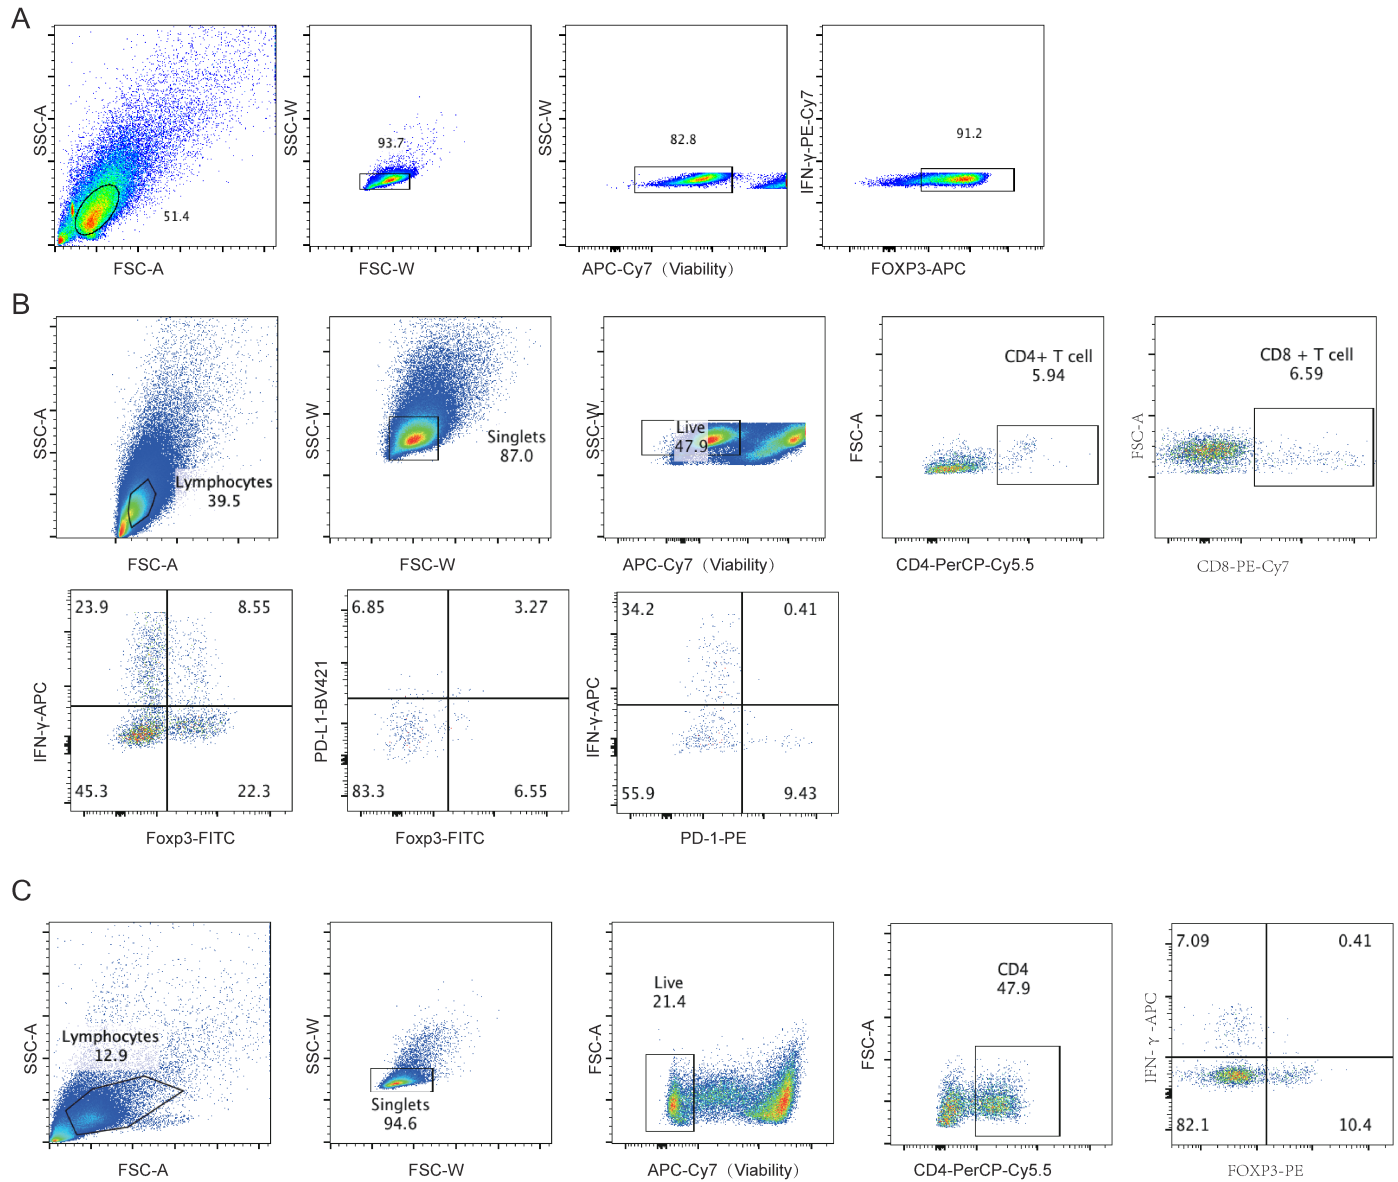 A
SSC-A
51.4
FSC-A
SSC-W
93.7
FSC-W
SSC-W
82.8
APC-Cy7（Viability）
IFN-γ-PE-Cy7
91.2
FOXP3-APC
B
SSC-A
Lymphocytes
39.5
FSC-A
SSC-W
Singlets
87.0
FSC-W
SSC-W
Live
47.9
APC-Cy7（Viability）
FSC-A
CD4+ T cell
5.94
CD4-PerCP-Cy5.5
FSC-A
CD8 + T cell
6.59
CD8-PE-Cy7
IFN-γ-APC
23.9 8.55
45.3 22.3
Foxp3-FITC
PD-L1-BV421
6.85 3.27
83.3 6.55
Foxp3-FITC
IFN-γ-APC
34.2 0.41
55.9 9.43
PD-1-PE
C
SSC-A
Lymphocytes
12.9
FSC-A
SSC-W
Singlets
94.6
FSC-W
FSC-A
Live
21.4
APC-Cy7（Viability）
FSC-A
CD4
47.9
CD4-PerCP-Cy5.5
IFN- γ -APC
7.09 0.41
82.1 10.4
FOXP3-PE